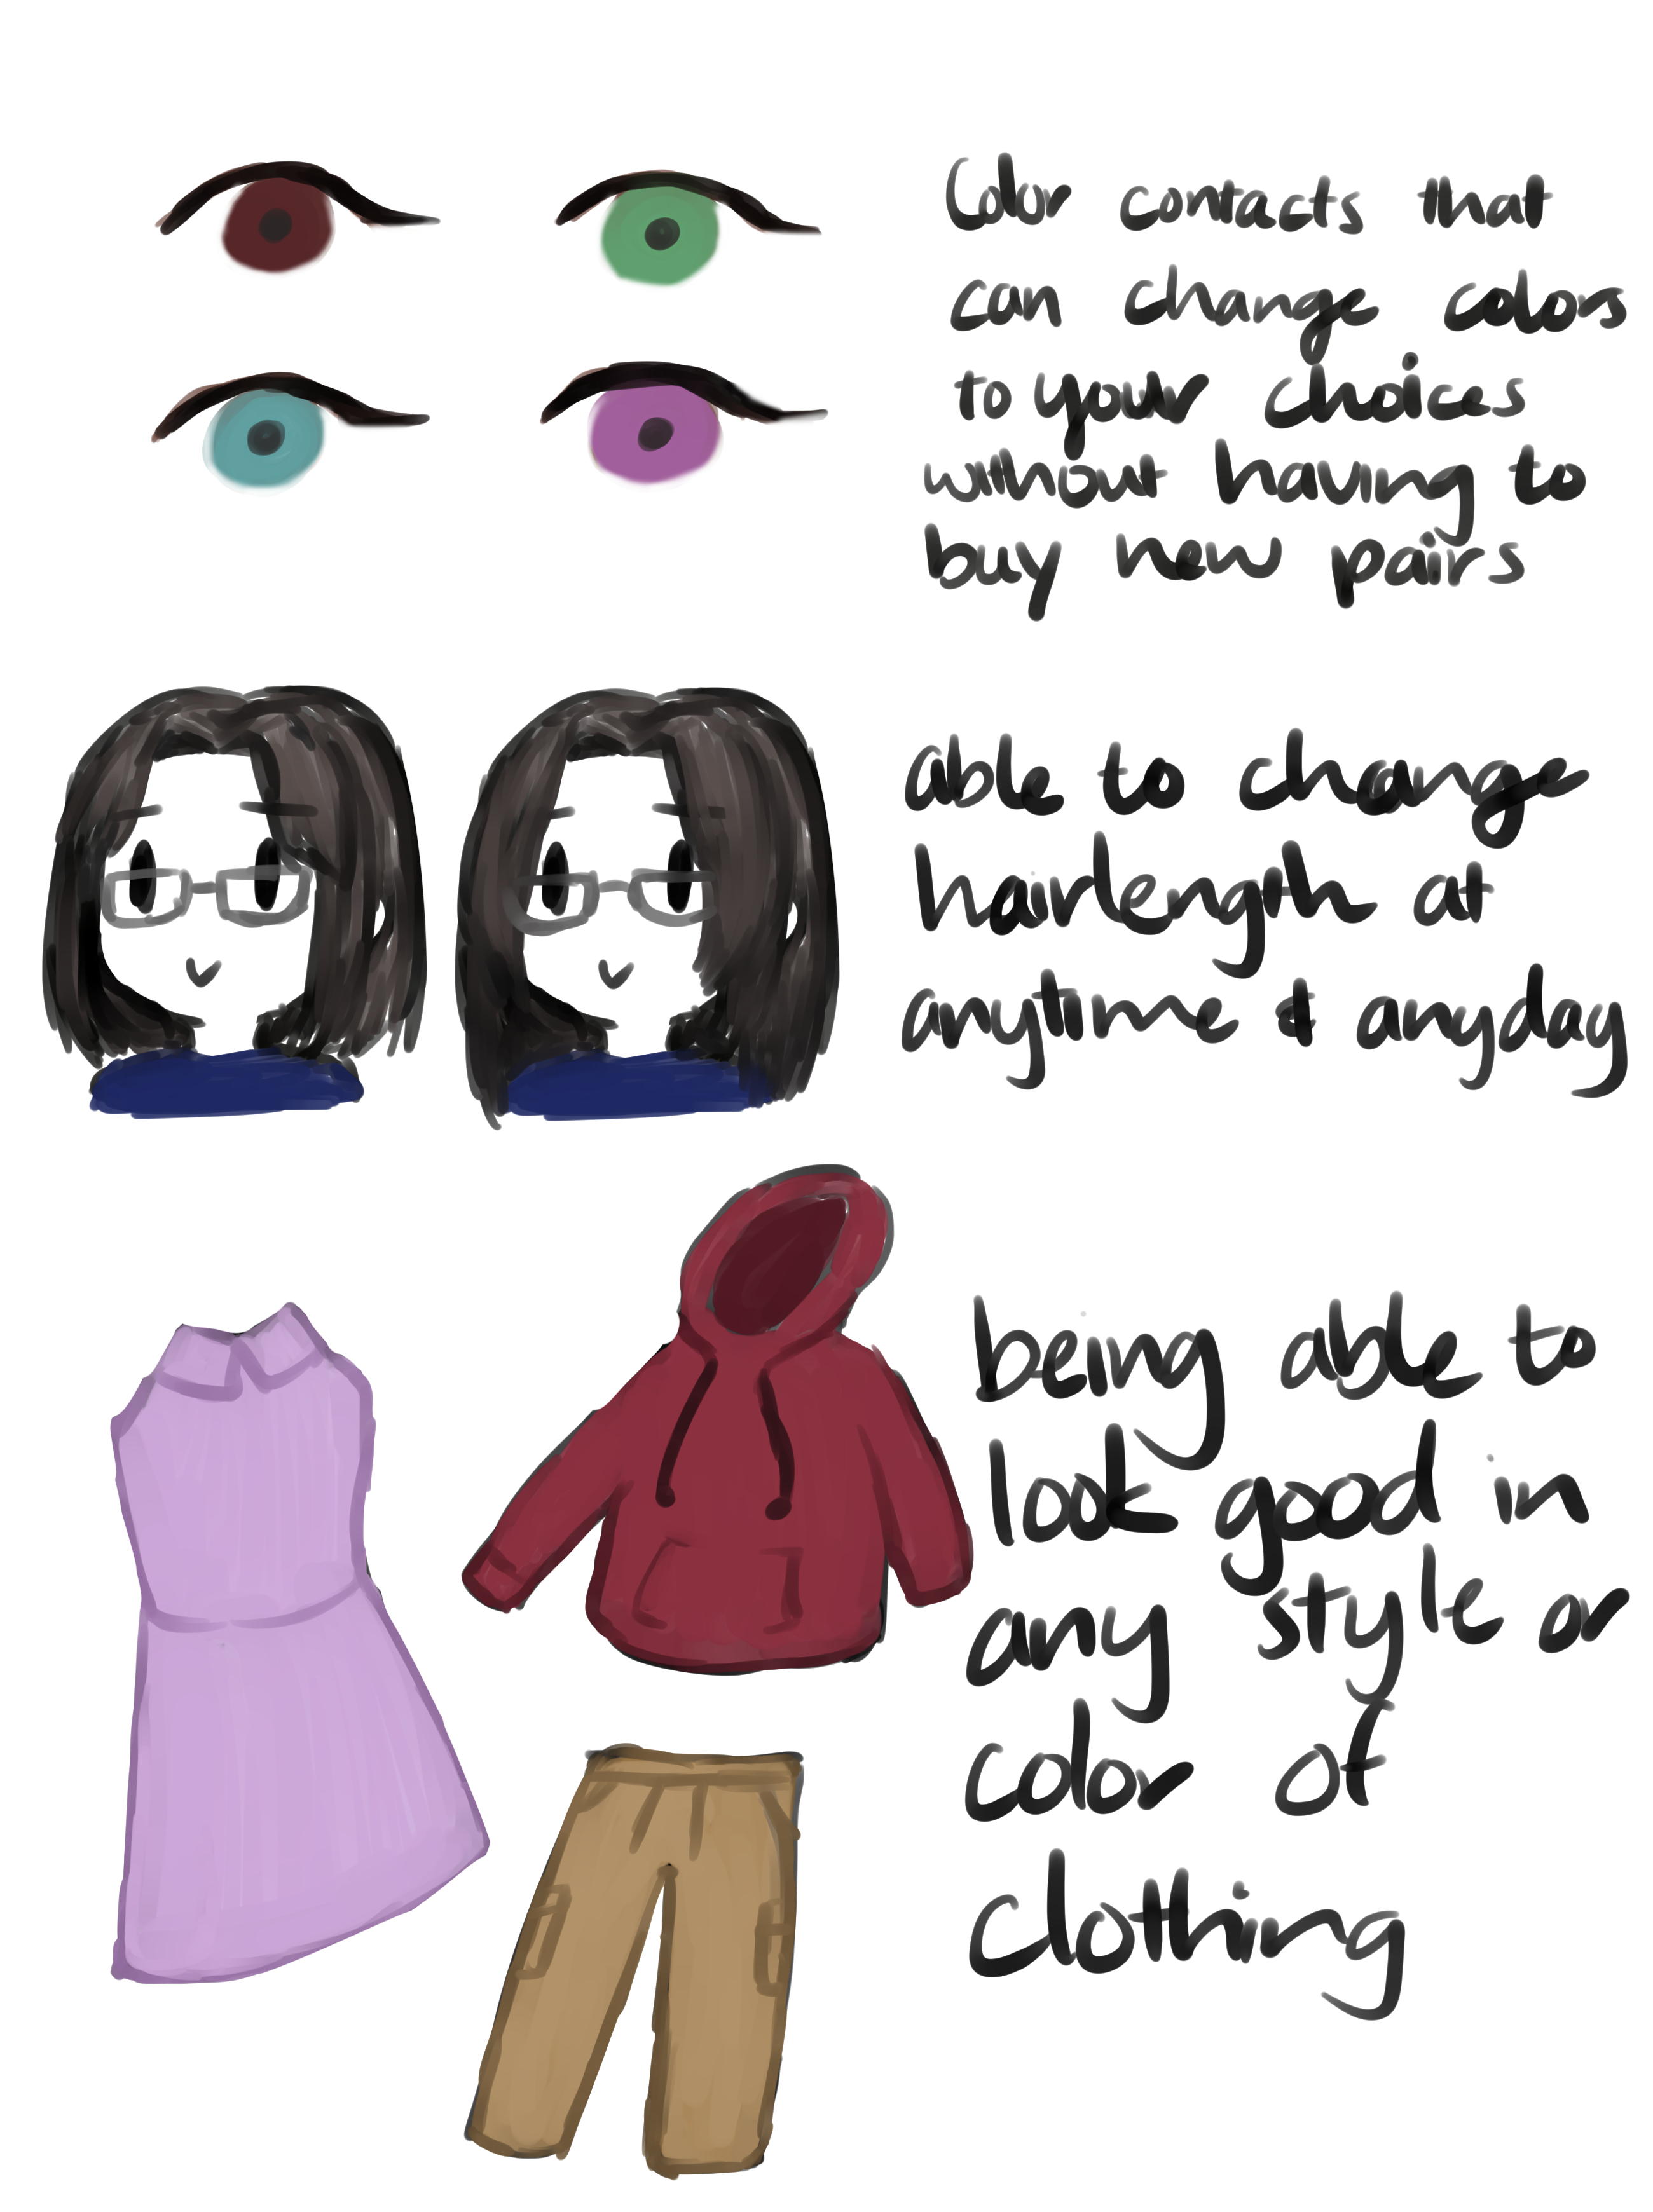 Color contacts that
can change colors
to your choices
without having to
buy new pairs
able to change
hairlength at
anytime & anyday
being able to
look good in
any style or
color of
clothing